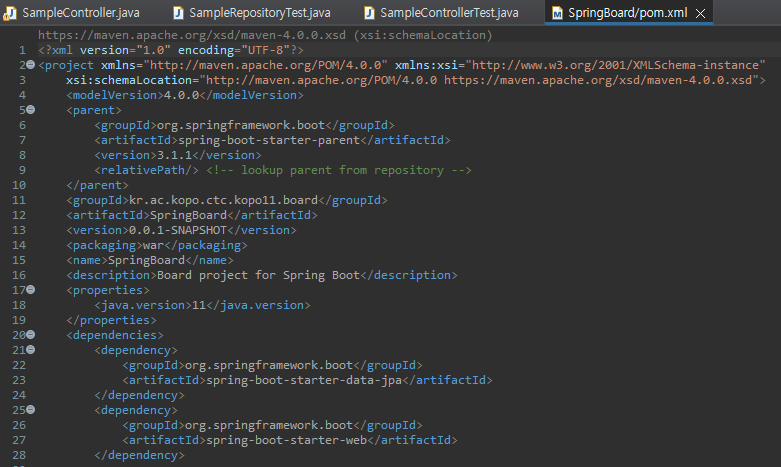 SampleController.java SampleRepositoryTest.java SampleControllerTest.java SpringBoard/pom.xml
https://maven.apache.org/xsd/maven-4.0.0.xsd (xsi:schemaLocation)
1 <?xml version="1.0" encoding="UTF-8"?>
2 <project xmlns="http://maven.apache.org/POM/4.0.0" xmlns:xsi="http://www.w3.org/2001/XMLSchema-instance"
3 xsi:schemaLocation="http://maven.apache.org/POM/4.0.0 https://maven.apache.org/xsd/maven-4.0.0.xsd">
4 <modelVersion>4.0.0</modelVersion>
5 <parent>
6 <groupId>org.springframework.boot</groupId>
7 <artifactId>spring-boot-starter-parent</artifactId>
8 <version>3.1.1</version>
9 <relativePath/> <!-- lookup parent from repository -->
10 </parent>
11 <groupId>kr.ac.kopo.ctc.kopo11.board</groupId>
12 <artifactId>SpringBoard</artifactId>
13 <version>0.0.1-SNAPSHOT</version>
14 <packaging>war</packaging>
15 <name>SpringBoard</name>
16 <description>Board project for Spring Boot</description>
17 <properties>
18 <java.version>11</java.version>
19 </properties>
20 <dependencies>
21 <dependency>
22 <groupId>org.springframework.boot</groupId>
23 <artifactId>spring-boot-starter-data-jpa</artifactId>
24 </dependency>
25 <dependency>
26 <groupId>org.springframework.boot</groupId>
27 <artifactId>spring-boot-starter-web</artifactId>
28 </dependency>